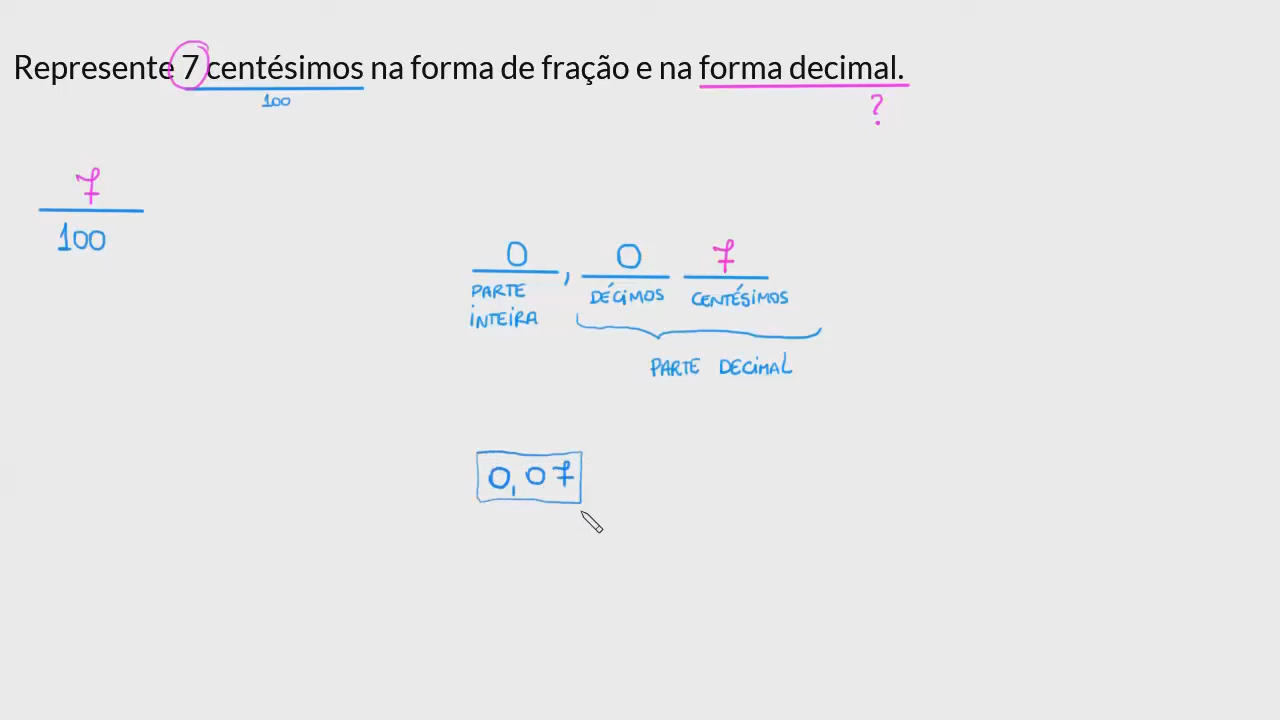 Represente 7 centésimos na forma de fração e na forma decimal.
100
?
7
100
0 , 0 7
PARTE INTEIRA
DÉCIMOS
CENTÉSIMOS
PARTE DECIMAL
0,07